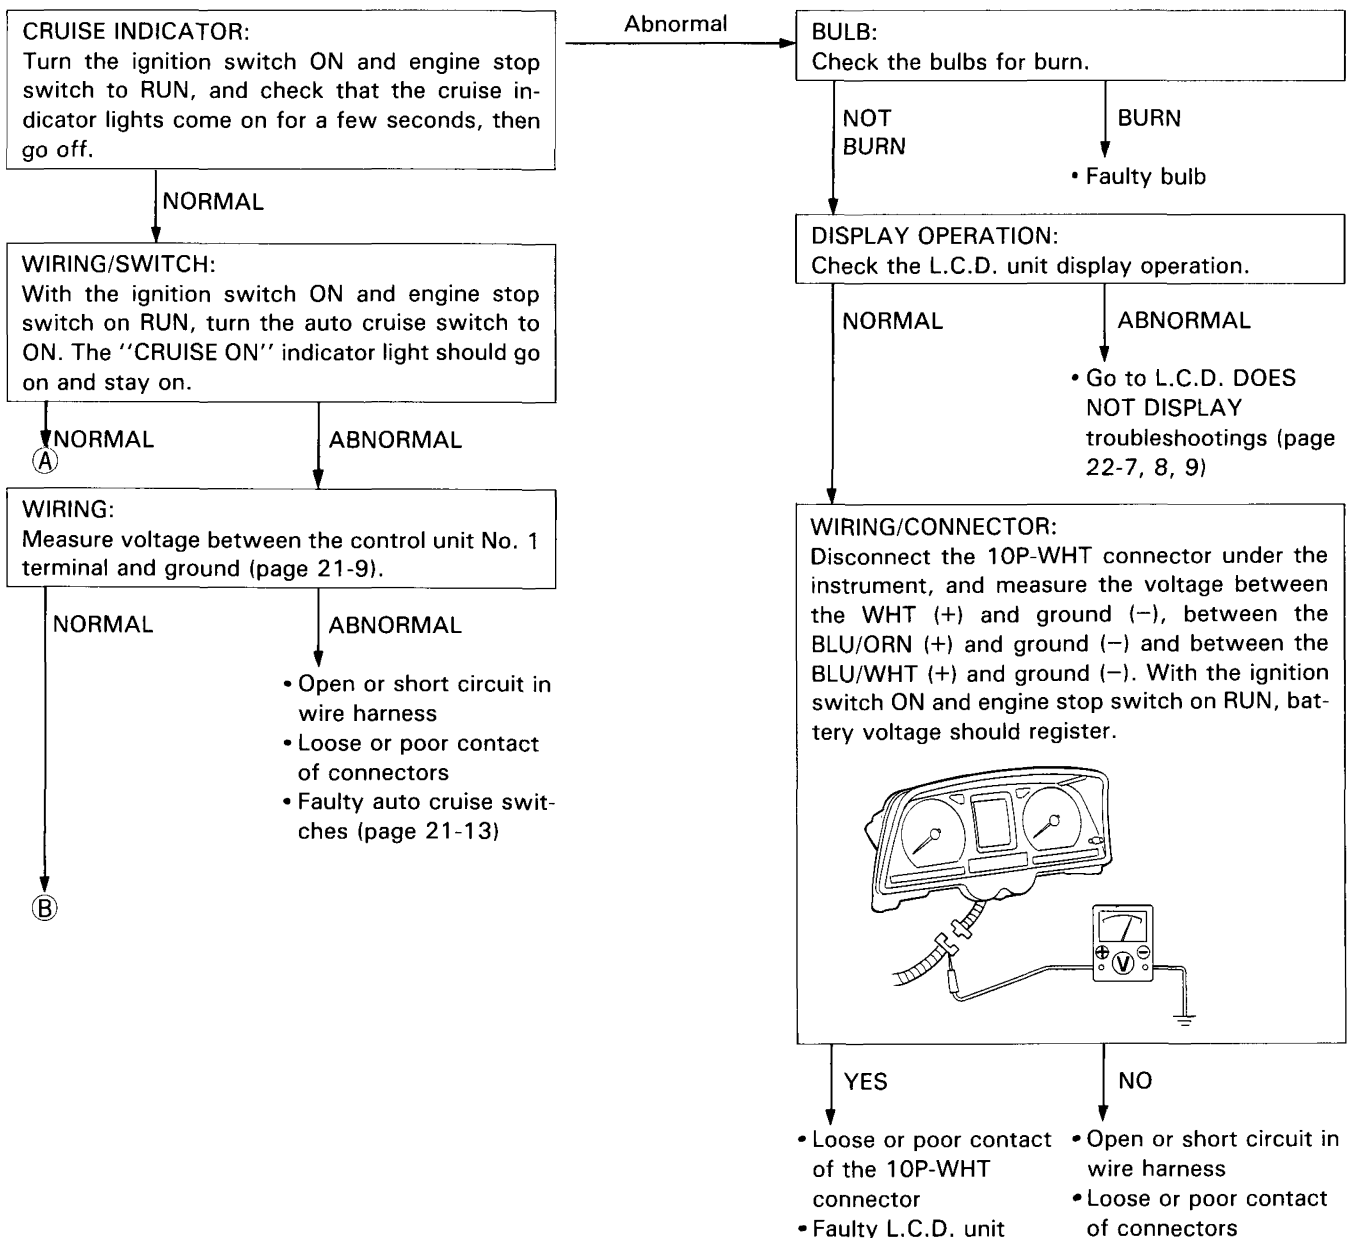 CRUISE INDICATOR:
Turn the ignition switch ON and engine stop
switch to RUN, and check that the cruise in-
dicator lights come on for a few seconds, then
go off.
NORMAL
WIRING/SWITCH:
With the ignition switch ON and engine stop
switch on RUN, turn the auto cruise switch to
ON. The ''CRUISE ON'' indicator light should go
on and stay on.
NORMAL
A
ABNORMAL
WIRING:
Measure voltage between the control unit No. 1
terminal and ground (page 21-9).
NORMAL
B
ABNORMAL
• Open or short circuit in
wire harness
• Loose or poor contact
of connectors
• Faulty auto cruise swit-
ches (page 21-13)
Abnormal
BULB:
Check the bulbs for burn.
NOT
BURN
BURN
• Faulty bulb
DISPLAY OPERATION:
Check the L.C.D. unit display operation.
NORMAL
ABNORMAL
• Go to L.C.D. DOES
NOT DISPLAY
troubleshootings (page
22-7, 8, 9)
WIRING/CONNECTOR:
Disconnect the 10P-WHT connector under the
instrument, and measure the voltage between
the WHT (+) and ground (−), between the
BLU/ORN (+) and ground (−) and between the
BLU/WHT (+) and ground (−). With the ignition
switch ON and engine stop switch on RUN, bat-
tery voltage should register.
⊕ ⊖
V
YES
• Loose or poor contact
of the 10P-WHT
connector
• Faulty L.C.D. unit
NO
• Open or short circuit in
wire harness
• Loose or poor contact
of connectors